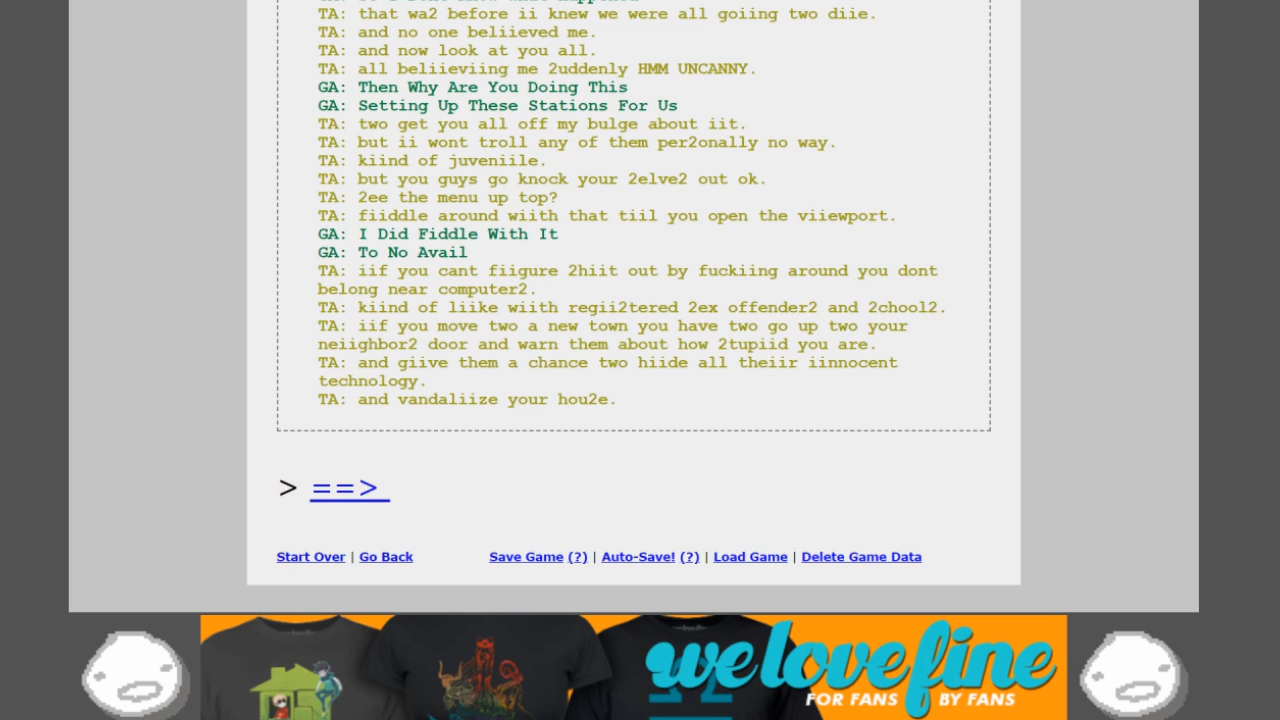 TA: that wa2 before ii knew we were all goiing two diie.
TA: and no one beliieved me.
TA: and now look at you all.
TA: all beliieviing me 2uddenly HMM UNCANNY.
GA: Then Why Are You Doing This
GA: Setting Up These Stations For Us
TA: two get you all off my bulge about iit.
TA: but ii wont troll any of them per2onally no way.
TA: kiind of juveniile.
TA: but you guys go knock your 2elve2 out ok.
TA: 2ee the menu up top?
TA: fiiddle around wiith that tiil you open the viiewport.
GA: I Did Fiddle With It
GA: To No Avail
TA: iif you cant fiigure 2hiit out by fuckiing around you dont
belong near computer2.
TA: kiind of liike wiith regii2tered 2ex offender2 and 2chool2.
TA: iif you move two a new town you have two go up two your
neiighbor2 door and warn them about how 2tupiid you are.
TA: and giive them a chance two hiide all theiir iinnocent
technology.
TA: and vandaliize your hou2e.
> ==>
Start Over | Go Back Save Game (?) | Auto-Save! (?) | Load Game | Delete Game Data
welovefine
FOR FANS BY FANS